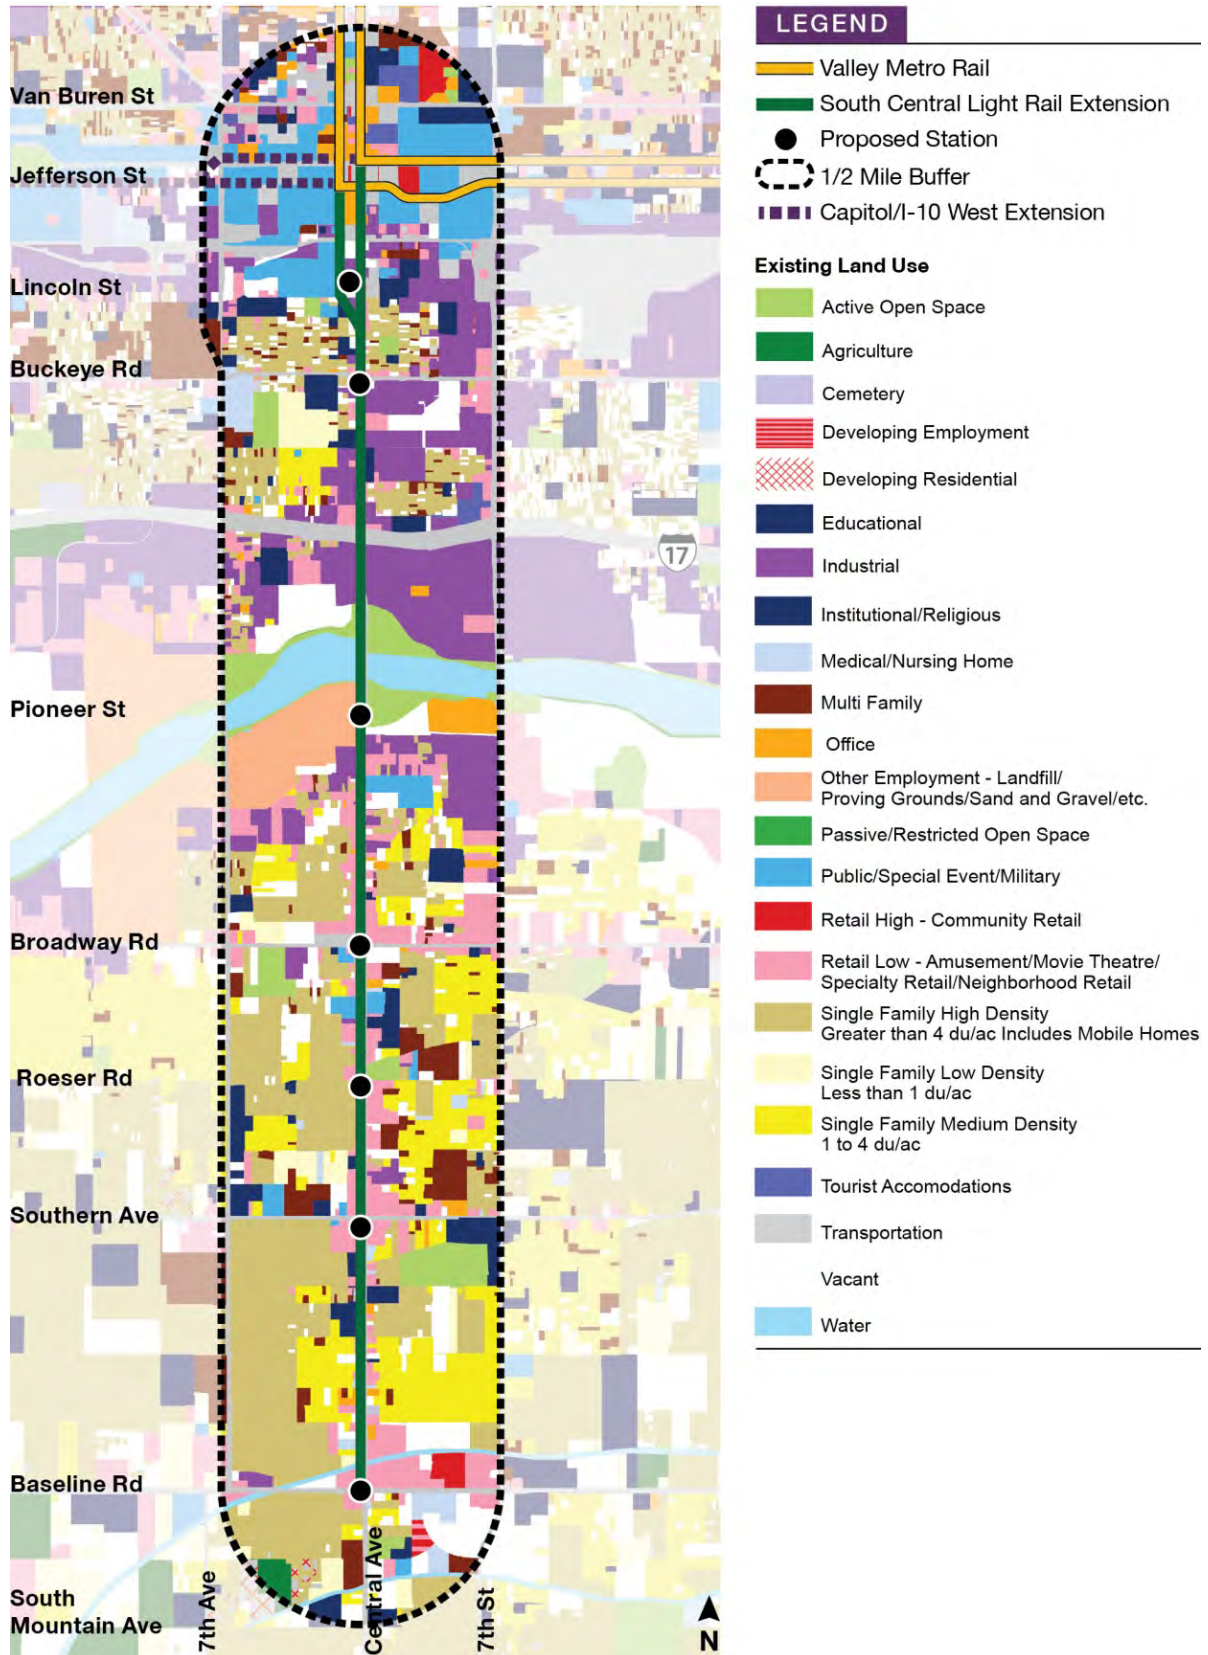 Van Buren St
Jefferson St
Lincoln St
Buckeye Rd
17
Pioneer St
Broadway Rd
Roeser Rd
Southern Ave
Baseline Rd
South
Mountain Ave
7th Ave
Central Ave
7th St
N
LEGEND
Valley Metro Rail
South Central Light Rail Extension
Proposed Station
1/2 Mile Buffer
Capitol/I-10 West Extension
Existing Land Use
Active Open Space
Agriculture
Cemetery
Developing Employment
Developing Residential
Educational
Industrial
Institutional/Religious
Medical/Nursing Home
Multi Family
Office
Other Employment - Landfill/
Proving Grounds/Sand and Gravel/etc.
Passive/Restricted Open Space
Public/Special Event/Military
Retail High - Community Retail
Retail Low - Amusement/Movie Theatre/
Specialty Retail/Neighborhood Retail
Single Family High Density
Greater than 4 du/ac Includes Mobile Homes
Single Family Low Density
Less than 1 du/ac
Single Family Medium Density
1 to 4 du/ac
Tourist Accomodations
Transportation
Vacant
Water